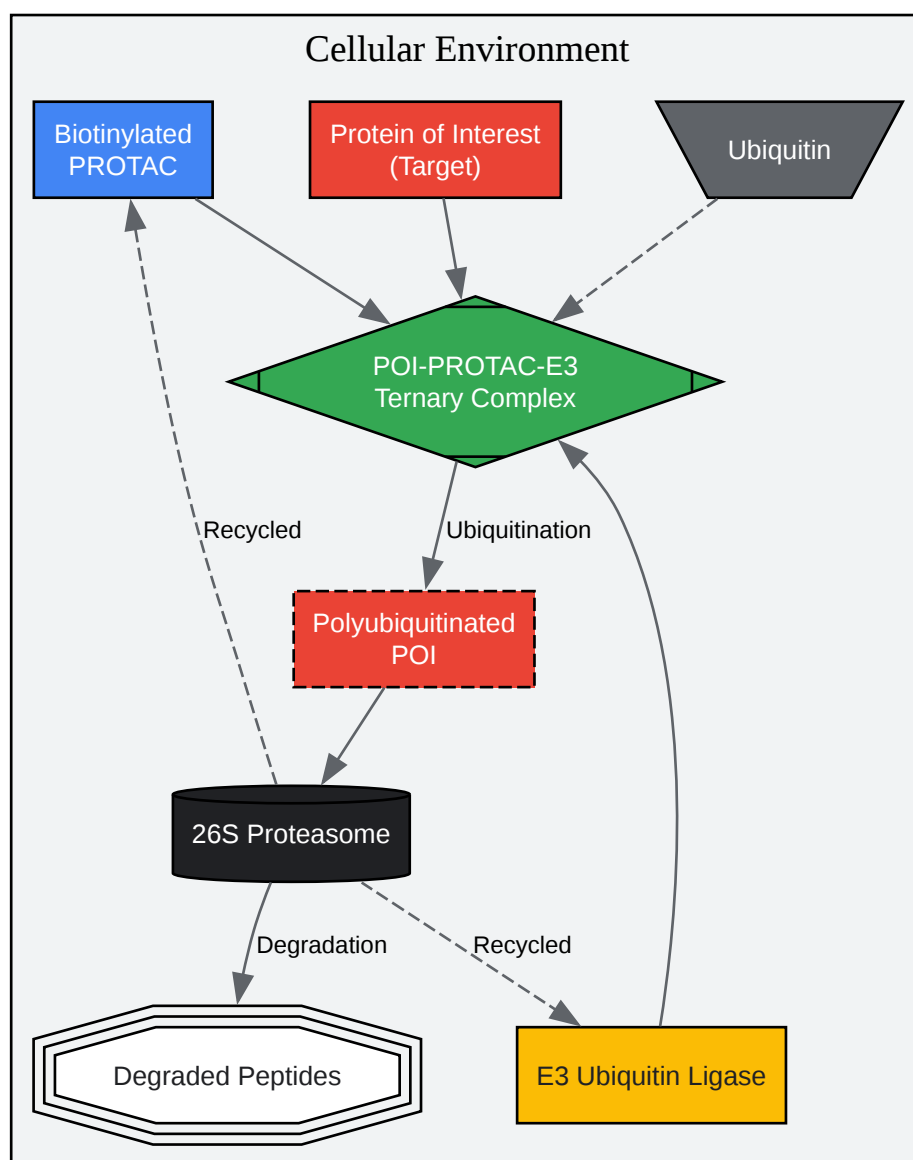 Cellular Environment
Biotinylated
PROTAC
Protein of Interest
(Target)
Ubiquitin
POI-PROTAC-E3
Ternary Complex
Recycled
Ubiquitination
Polyubiquitinated
POI
26S Proteasome
Degradation
Recycled
Degraded Peptides
E3 Ubiquitin Ligase